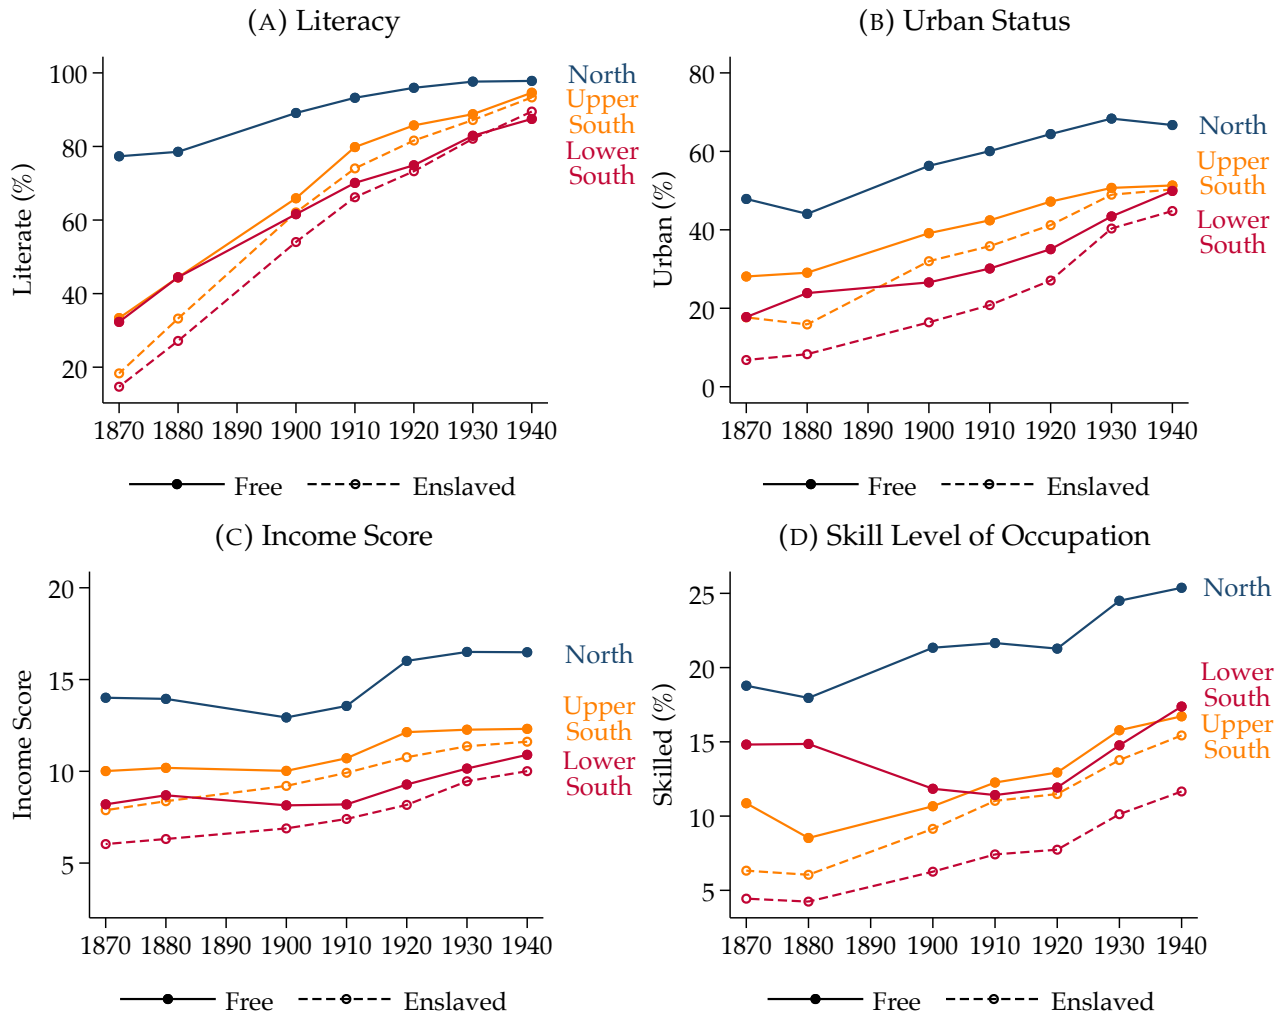 (A) Literacy
Literate (%)
100
80
60
40
20
1870 1880 1890 1900 1910 1920 1930 1940
North
Upper
South
Lower
South
Free Enslaved
(B) Urban Status
Urban (%)
80
60
40
20
0
1870 1880 1890 1900 1910 1920 1930 1940
North
Upper
South
Lower
South
Free Enslaved
(C) Income Score
Income Score
20
15
10
5
1870 1880 1890 1900 1910 1920 1930 1940
North
Upper
South
Lower
South
Free Enslaved
(D) Skill Level of Occupation
Skilled (%)
25
20
15
10
5
1870 1880 1890 1900 1910 1920 1930 1940
North
Lower
South
Upper
South
Free Enslaved